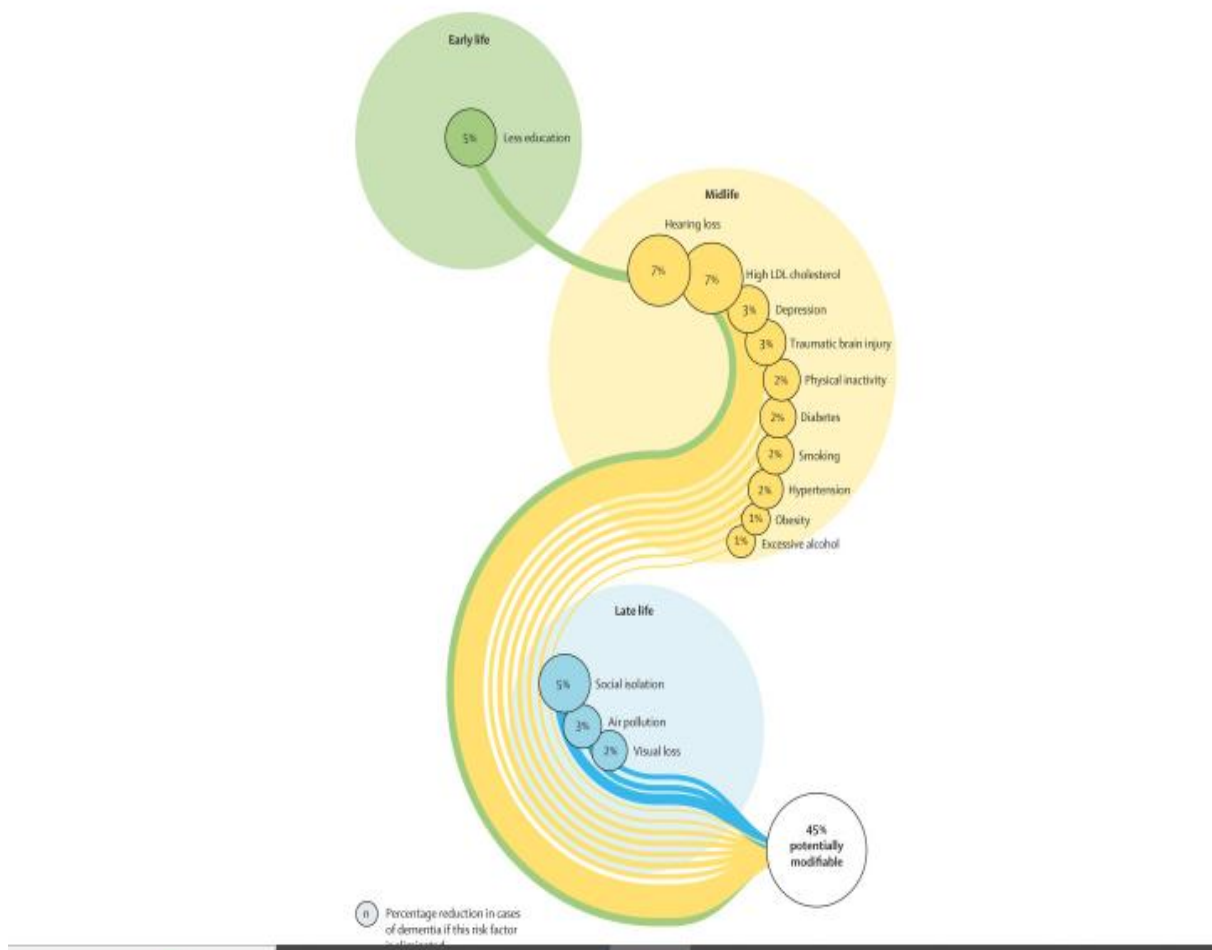 Early life
5%
Less education
Midlife
Hearing loss
7%
7%
High LDL cholesterol
3%
Depression
3%
Traumatic brain injury
2%
Physical inactivity
2%
Diabetes
2%
Smoking
2%
Hypertension
1%
Obesity
1%
Excessive alcohol
Late life
5%
Social isolation
3%
Air pollution
2%
Visual loss
45%
potentially
modifiable
n
Percentage reduction in cases
of dementia if this risk factor
is eliminated